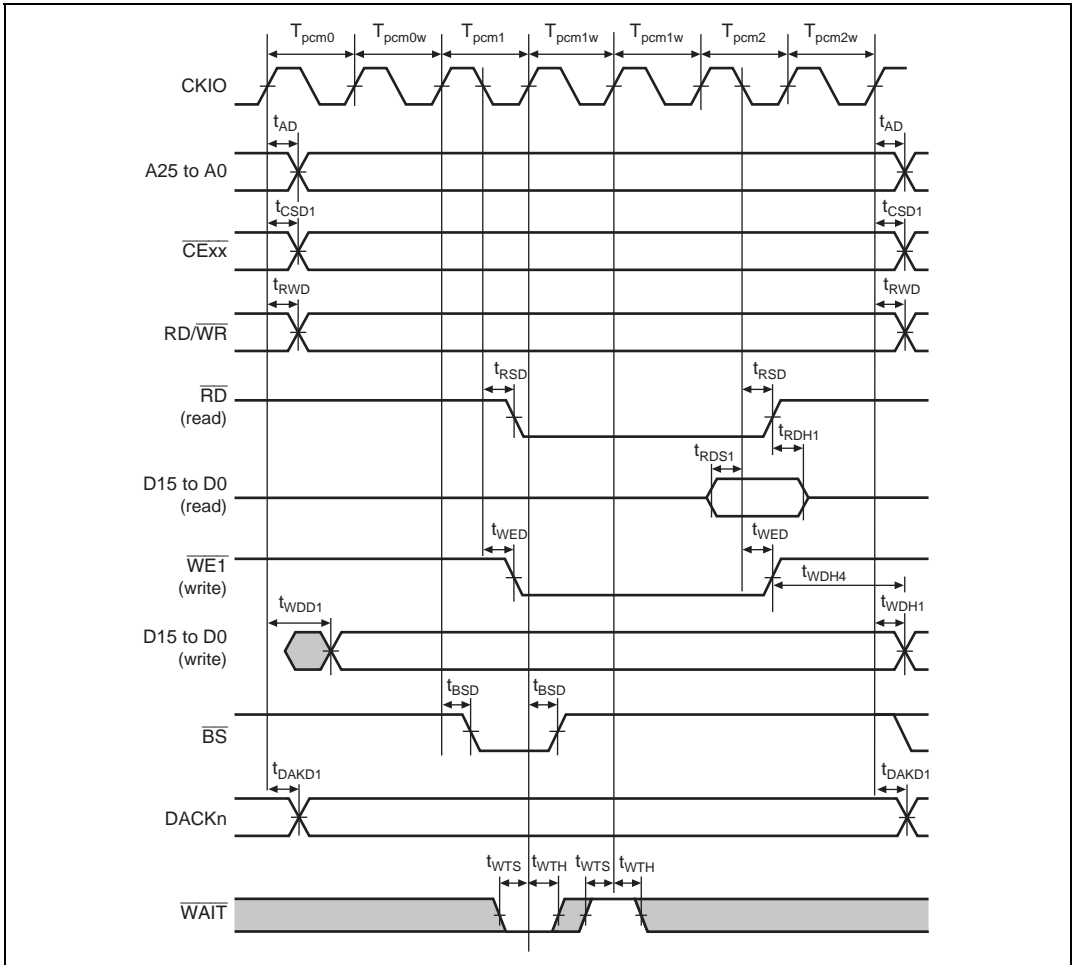 Tpcm0 Tpcm0w Tpcm1 Tpcm1w Tpcm1w Tpcm2 Tpcm2w
CKIO
tAD tAD
A25 to A0
tCSD1 tCSD1
CExx
tRWD tRWD
RD/WR
tRSD tRSD
RD
(read)
tRDH1
tRDS1
D15 to D0
(read)
tWED tWED
WE1
(write)
tWDH4
tWDD1 tWDH1
D15 to D0
(write)
tBSD tBSD
BS
tDAKD1 tDAKD1
DACKn
tWTS tWTH tWTS tWTH
WAIT